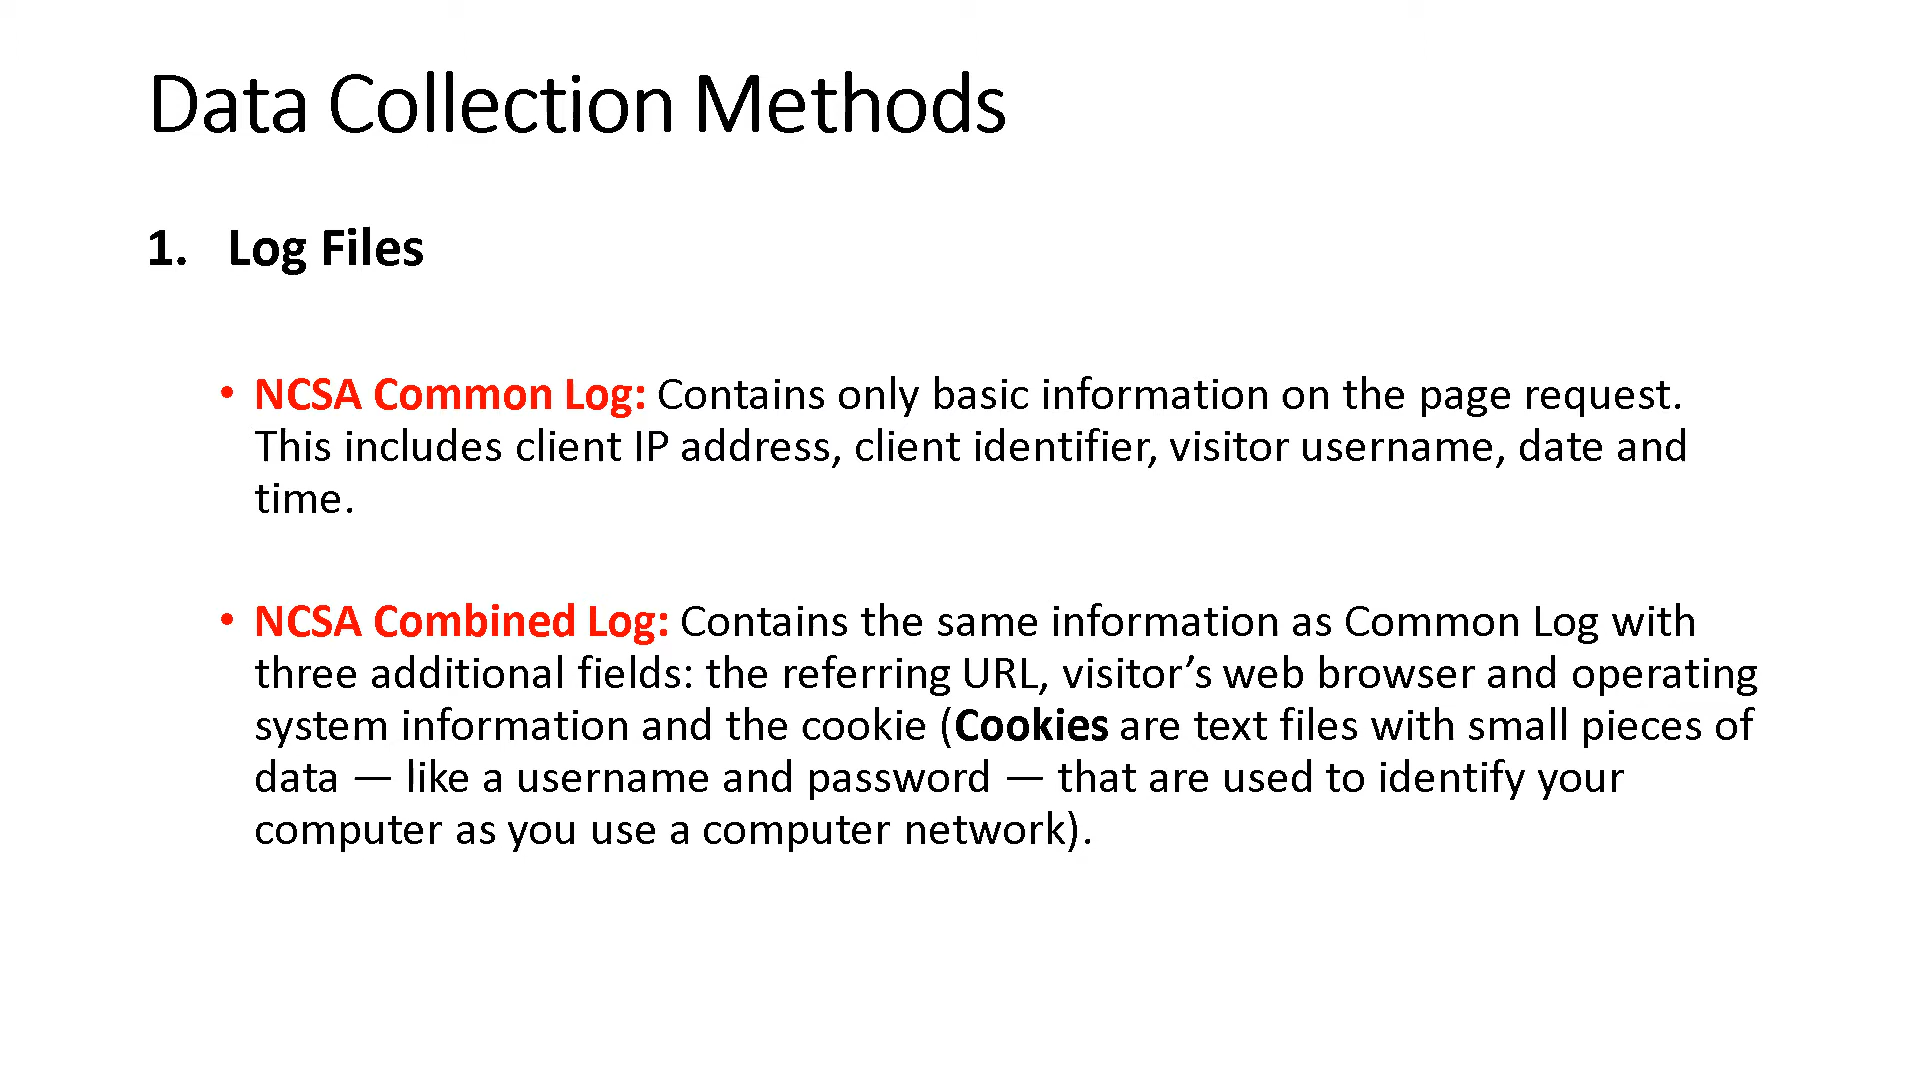 Data Collection Methods
1. Log Files
• NCSA Common Log: Contains only basic information on the page request.
This includes client IP address, client identifier, visitor username, date and
time.
• NCSA Combined Log: Contains the same information as Common Log with
three additional fields: the referring URL, visitor’s web browser and operating
system information and the cookie (Cookies are text files with small pieces of
data — like a username and password — that are used to identify your
computer as you use a computer network).